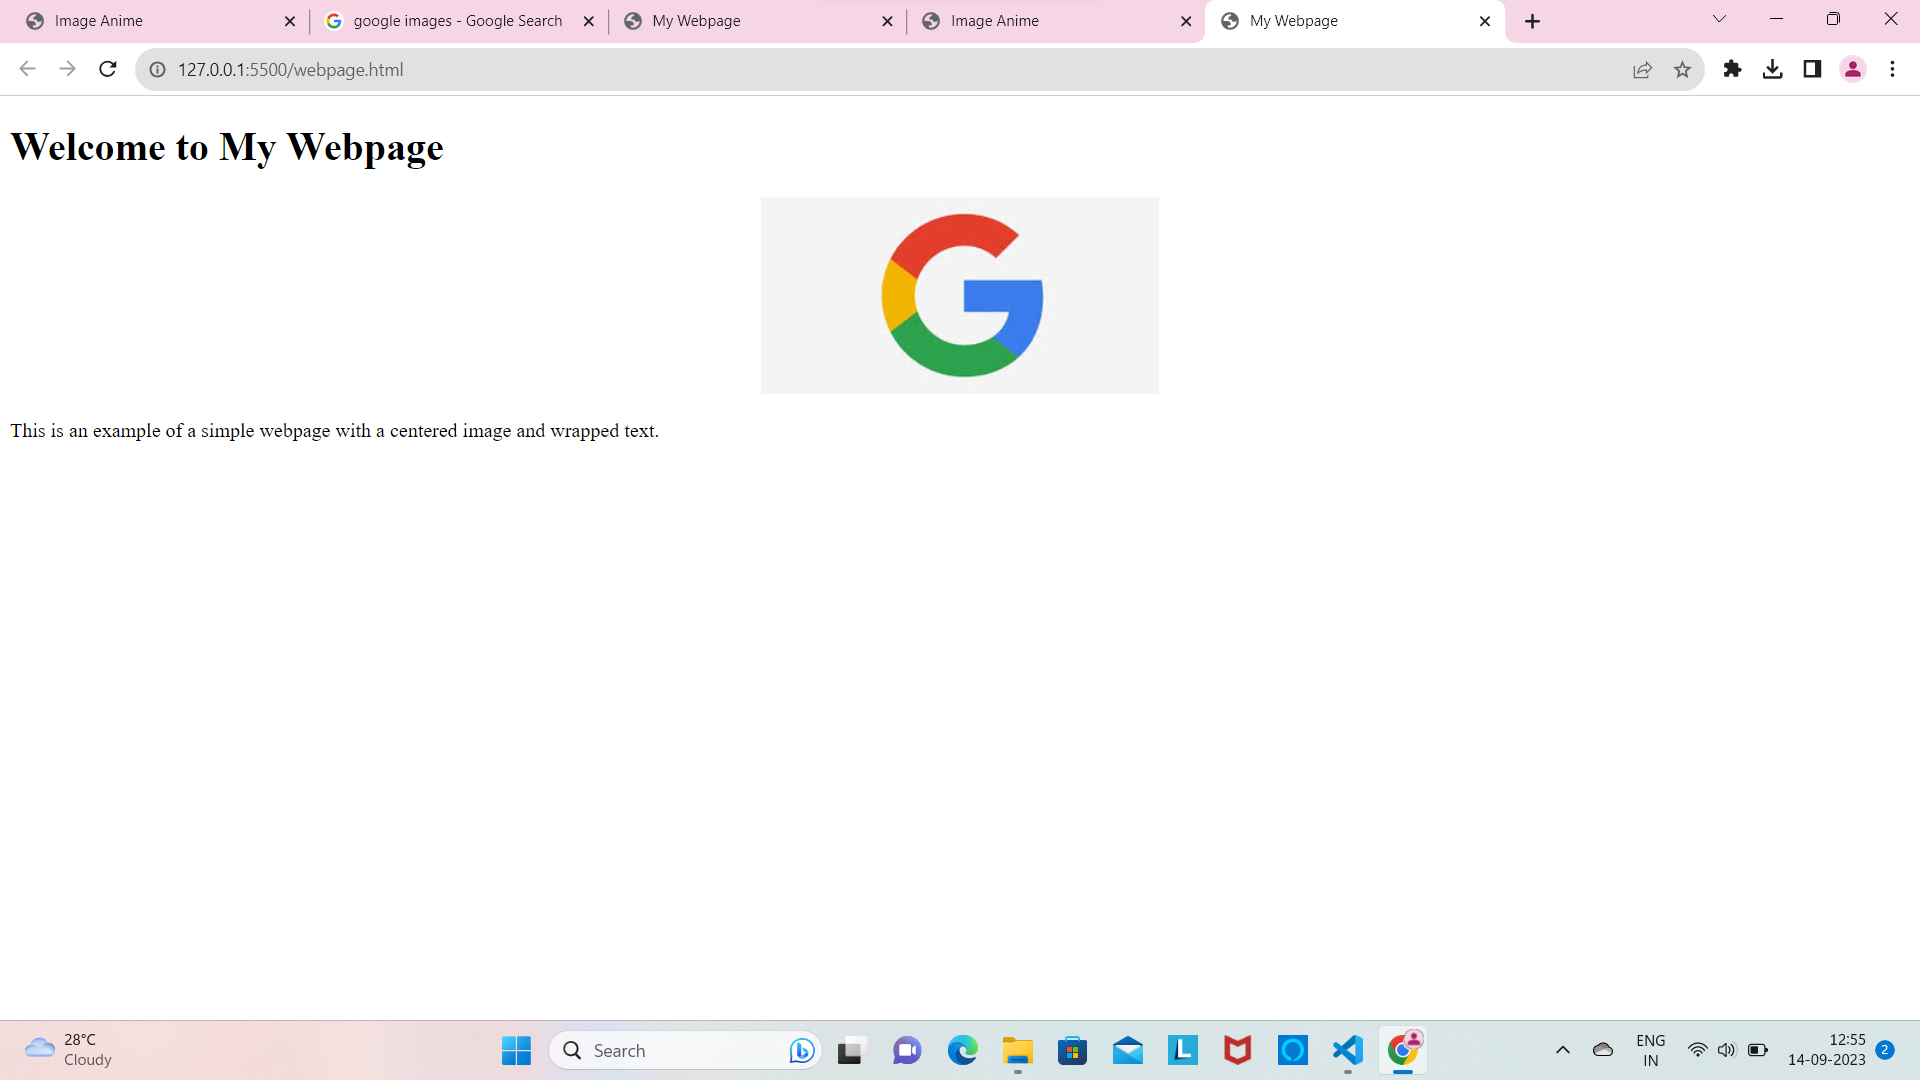 Image Anime
google images - Google Search
My Webpage
Image Anime
My Webpage
127.0.0.1:5500/webpage.html
Welcome to My Webpage
This is an example of a simple webpage with a centered image and wrapped text.
28°C
Cloudy
Search
ENG
IN
12:55
14-09-2023
2